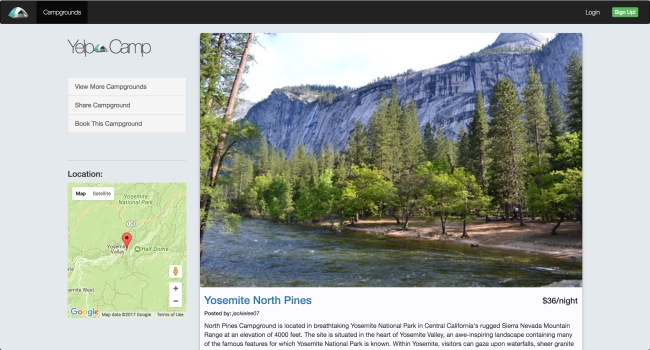 Campgrounds
Login
Sign Up!
Yelp Camp
View More Campgrounds
Share Campground
Book This Campground
Location:
Map Satellite
Yosemite
National Park
Yosemite
Valley
Half Dome
Google
Map data ©2017 Google Terms of Use
Yosemite North Pines
$36/night
Posted by: jackielee07
North Pines Campground is located in breathtaking Yosemite National Park in Central California's rugged Sierra Nevada Mountain
Range at an elevation of 4000 feet. The site is situated in the heart of Yosemite Valley, an awe-inspiring landscape containing many
of the famous features for which Yosemite National Park is known. Within Yosemite, visitors can gaze upon waterfalls, sheer granite